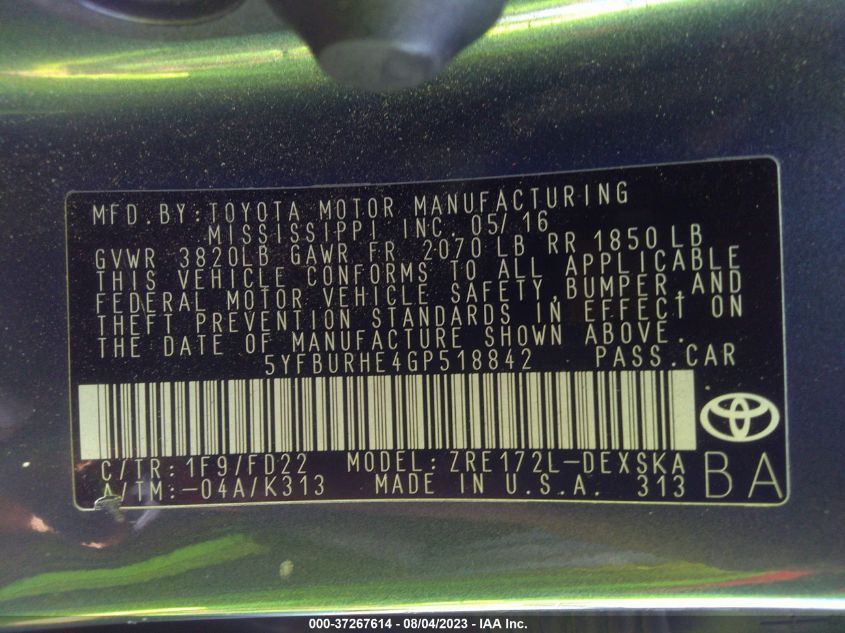 MFD.BY:TOYOTA MOTOR MANUFACTURING
MISSISSIPPI INC. 05/16
GVWR 3820LB GAWR FR 2070 LB RR 1850 LB
THIS VEHICLE CONFORMS TO ALL APPLICABLE
FEDERAL MOTOR VEHICLE SAFETY,BUMPER,AND
THEFT PREVENTION STANDARDS IN EFFECT ON
THE DATE OF MANUFACTURE SHOWN ABOVE.
5YFBURHE4GP518842 PASS.CAR
C/TR:1F9/FD22 MODEL:ZRE172L-DEXSKA
A/TM:-04A/K313 MADE IN U.S.A. 313 BA
000-37267614 - 08/04/2023 - IAA Inc.